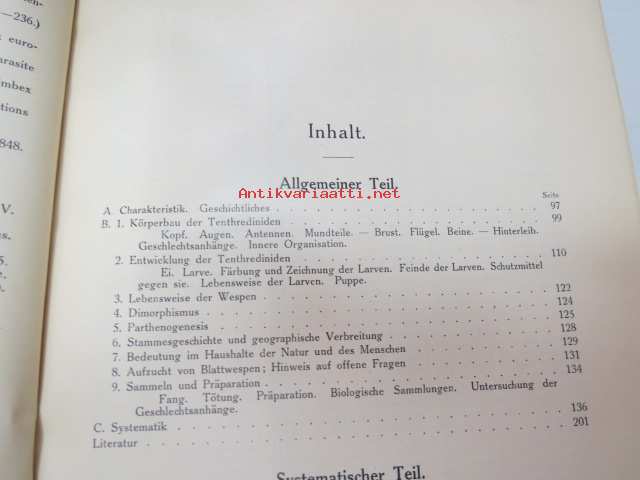 —236.)
euro-
arasite
imbex
tions
848.
V.
Inhalt.
Allgemeiner Teil.
Antikvariaatti.net
Seite
A. Charakteristik. Geschichtliches . . . . . . . . . . 97
B. 1. Körperbau der Tenthrediniden . . . . . . . . . . 99
Kopf. Augen. Antennen. Mundteile. — Brust. Flügel. Beine. — Hinterleib.
Geschlechtsanhänge. Innere Organisation.
2. Entwicklung der Tenthrediniden . . . . . . . . . . 110
Ei. Larve. Färbung und Zeichnung der Larven. Feinde der Larven. Schutzmittel
gegen sie. Lebensweise der Larven. Puppe.
3. Lebensweise der Wespen . . . . . . . . . . 122
4. Dimorphismus . . . . . . . . . . 124
5. Parthenogenesis . . . . . . . . . . 125
6. Stammesgeschichte und geographische Verbreitung . . . . . . . . . . 128
7. Bedeutung im Haushalte der Natur und des Menschen . . . . . . . . . . 129
8. Aufzucht von Blattwespen; Hinweis auf offene Fragen . . . . . . . . . . 131
9. Sammeln und Präparation . . . . . . . . . . 134
Fang. Tötung. Präparation. Biologische Sammlungen. Untersuchung der
Geschlechtsanhänge.
C. Systematik . . . . . . . . . . 136
Literatur . . . . . . . . . . 201
Systematischer Teil.